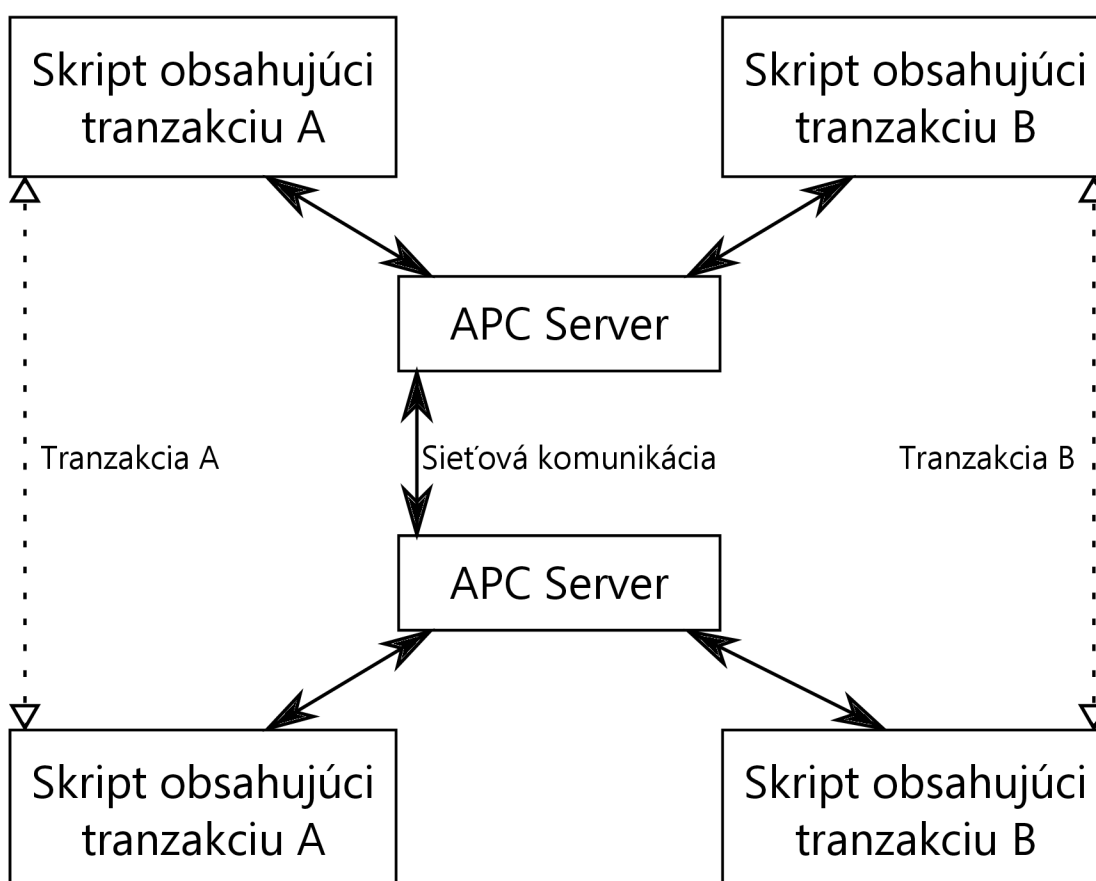 Skript obsahujúci
tranzakciu A
Skript obsahujúci
tranzakciu B
APC Server
Tranzakcia A
Sieťová komunikácia
Tranzakcia B
APC Server
Skript obsahujúci
tranzakciu A
Skript obsahujúci
tranzakciu B